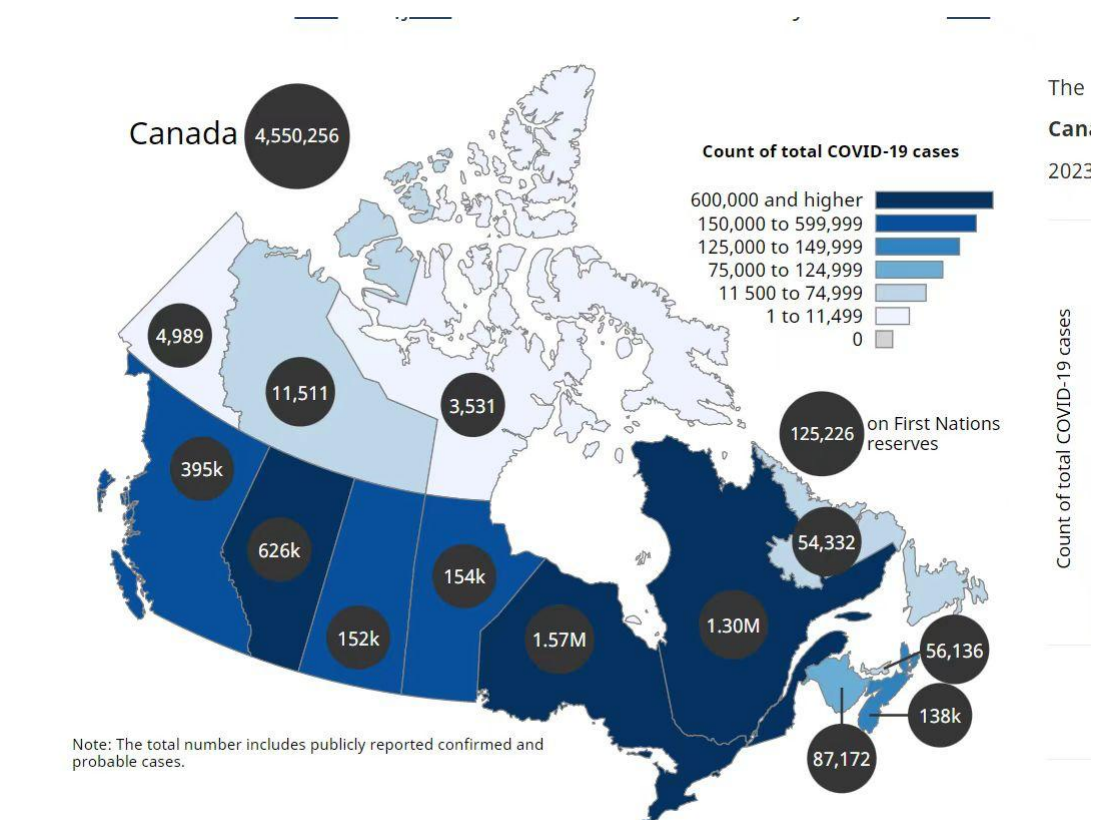 The
Canada 4,550,256
Count of total COVID-19 cases
2023
600,000 and higher
150,000 to 599,999
125,000 to 149,999
75,000 to 124,999
11 500 to 74,999
1 to 11,499
0
4,989
11,511
3,531
125,226 on First Nations
reserves
Count of total COVID-19 cases
395k
626k
152k
154k
1.57M
1.30M
54,332
56,136
138k
87,172
Note: The total number includes publicly reported confirmed and
probable cases.